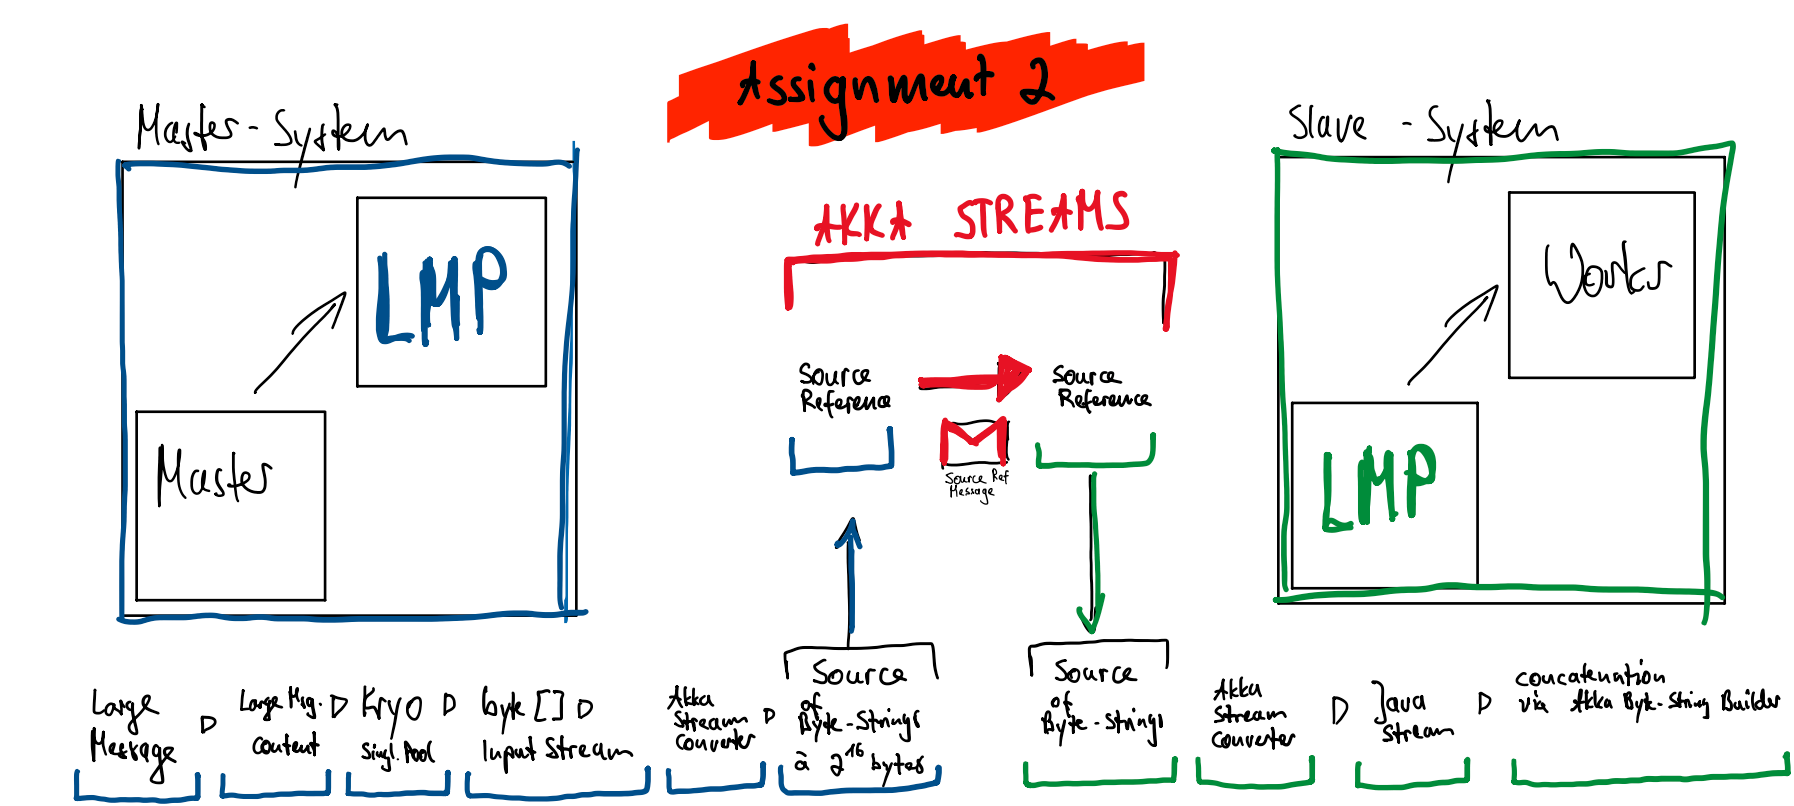 Assignment 2
Master-System
Slave - System
AKKA STREAMS
LMP
Worker
Source
Reference
Source
Reference
Master
LMP
Source Ref
Message
Source
of
Byte-Strings
à 2^16 bytes
Source
of
Byte-Strings
Large
Message
Large Msg.
Content
Kryo
Singl. Pool
byte []
Input Stream
Akka
Stream
Converter
Akka
Stream
Converter
Java
Stream
concatenation
via Akka Byte-String Builder